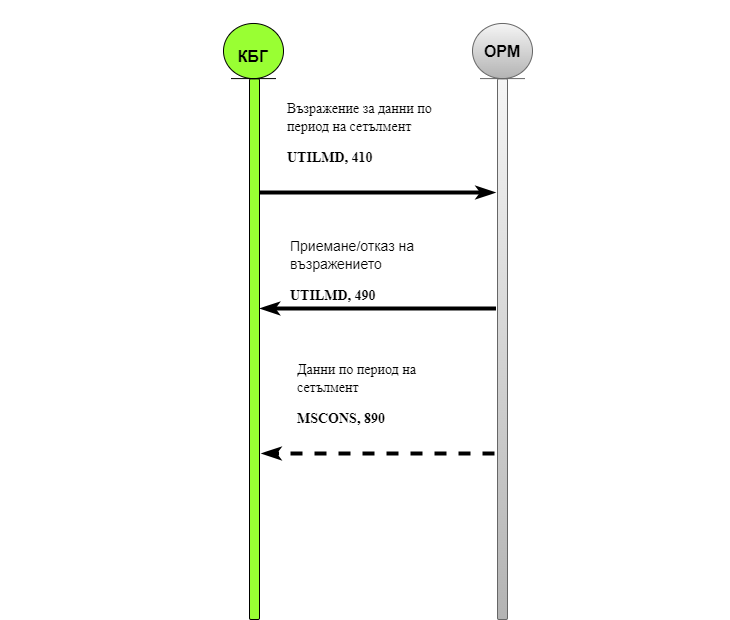 КБГ
ОРМ
Възражение за данни по
период на сетълмент
UTILMD, 410
Приемане/отказ на
възражението
UTILMD, 490
Данни по период на
сетълмент
MSCONS, 890